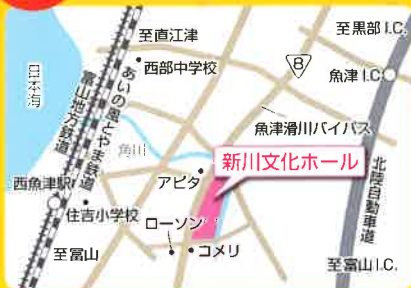 至直江津
至黒部I.C.
西部中学校
8
魚津I.C.
日本海
あいの風とやま鉄道
富山地方鉄道
魚津滑川バイパス
角川
新川文化ホール
アピタ
西魚津駅
北陸自動車道
住吉小学校
ローソン
コメリ
至富山
至富山I.C.